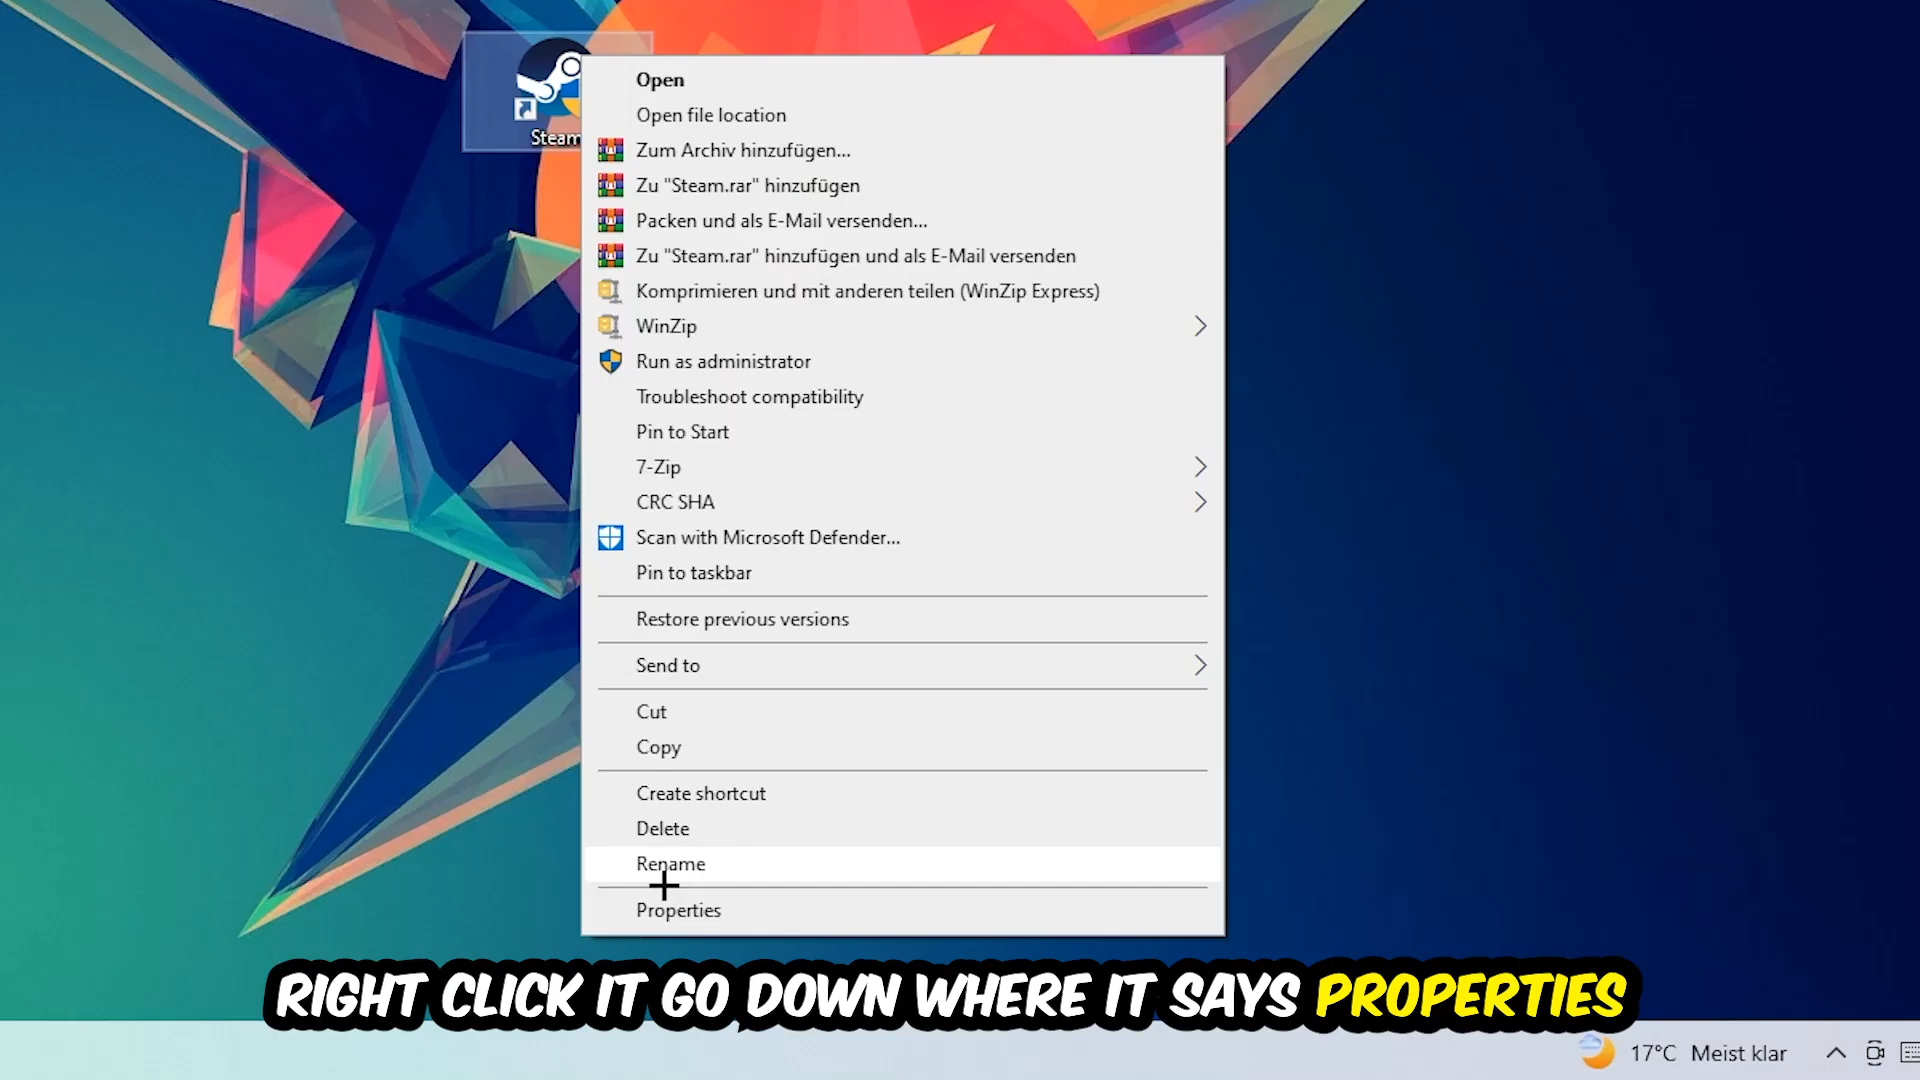 Steam
Open
Open file location
Zum Archiv hinzufügen...
Zu "Steam.rar" hinzufügen
Packen und als E-Mail versenden...
Zu "Steam.rar" hinzufügen und als E-Mail versenden
Komprimieren und mit anderen teilen (WinZip Express)
WinZip
Run as administrator
Troubleshoot compatibility
Pin to Start
7-Zip
CRC SHA
Scan with Microsoft Defender...
Pin to taskbar
Restore previous versions
Send to
Cut
Copy
Create shortcut
Delete
Rename
Properties
RIGHT CLICK IT GO DOWN WHERE IT SAYS PROPERTIES
17°C Meist klar